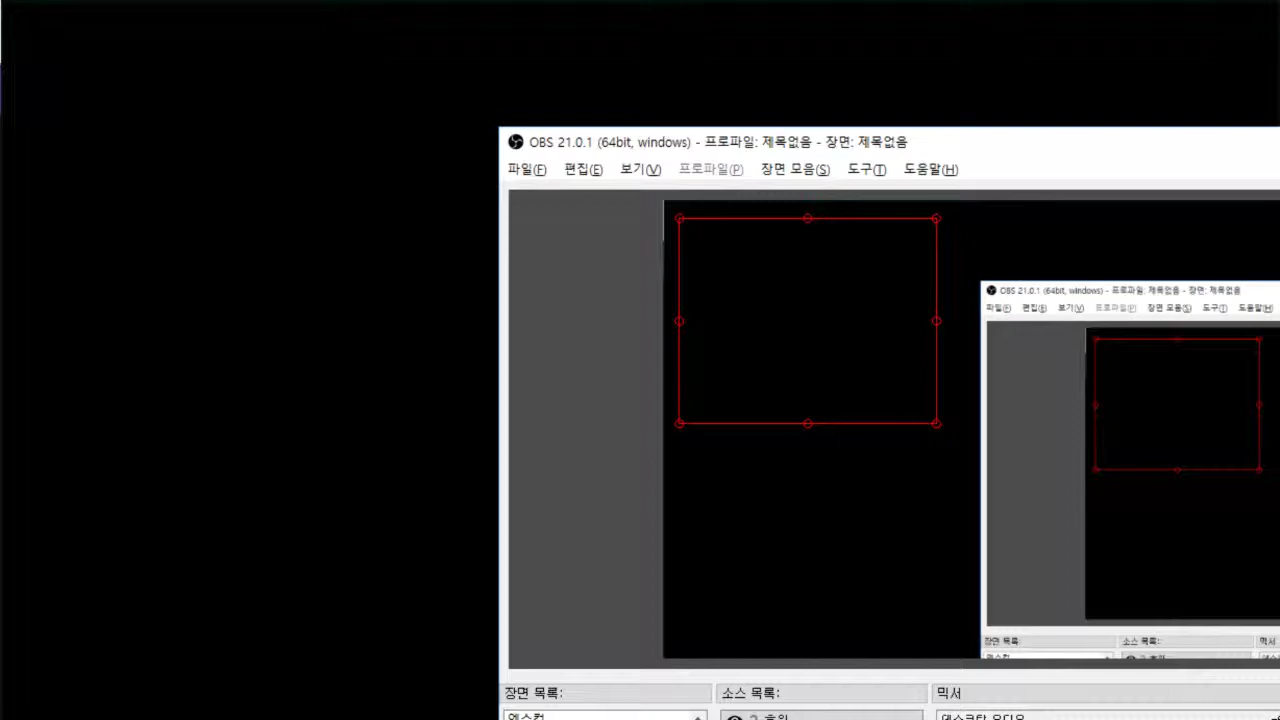 OBS 21.0.1 (64bit, windows) - 프로파일: 제목없음 - 장면: 제목없음
파일(F) 편집(E) 보기(V) 프로파일(P) 장면 모음(S) 도구(T) 도움말(H)
OBS 21.0.1 (64bit, windows) - 프로파일: 제목없음 - 장면: 제목없음
파일(F) 편집(E) 보기(V) 프로파일(P) 장면 모음(S) 도구(T) 도움말(H)
장면 목록: 소스 목록: 믹서
장면 목록: 소스 목록: 믹서